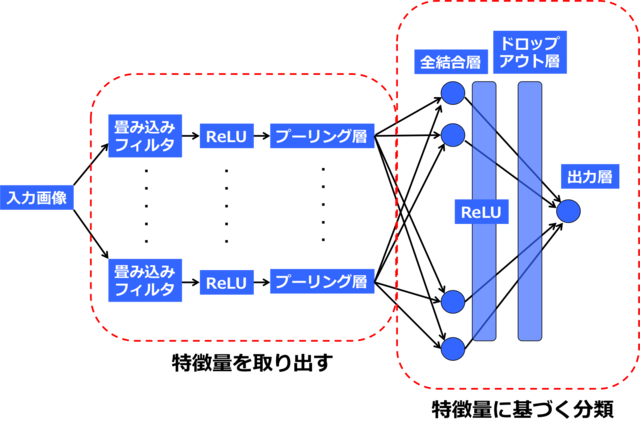 入力画像
畳み込み
フィルタ
ReLU
プーリング層
畳み込み
フィルタ
ReLU
プーリング層
特徴量を取り出す
全結合層
ドロップ
アウト層
ReLU
出力層
特徴量に基づく分類